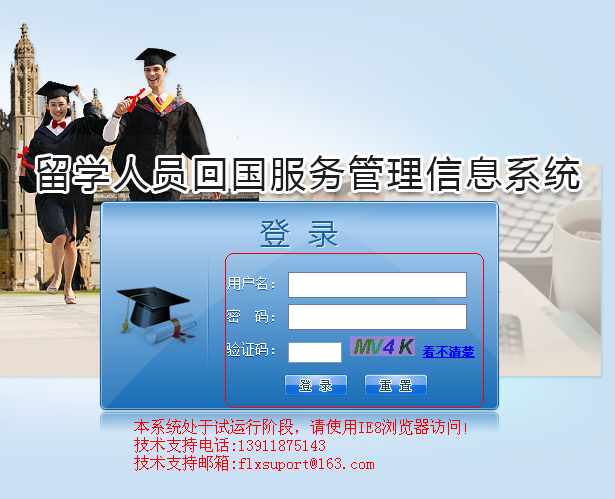 留学人员回国服务管理信息系统
登 录
用户名：
密 码：
验证码： MV4K 看不清楚
登 录 重 置
本系统处于试运行阶段，请使用IE8浏览器访问!
技术支持电话:13911875143
技术支持邮箱:flxsuport@163.com